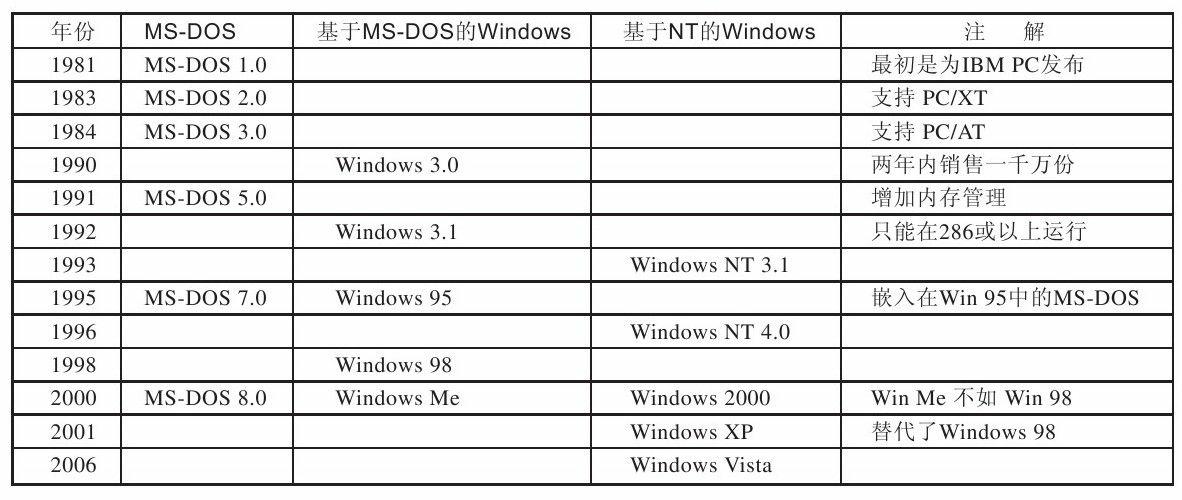 年份 MS-DOS 基于MS-DOS的Windows 基于NT的Windows 注 解
1981 MS-DOS 1.0 最初是为IBM PC发布
1983 MS-DOS 2.0 支持 PC/XT
1984 MS-DOS 3.0 支持 PC/AT
1990 Windows 3.0 两年内销售一千万份
1991 MS-DOS 5.0 增加内存管理
1992 Windows 3.1 只能在286或以上运行
1993 Windows NT 3.1
1995 MS-DOS 7.0 Windows 95 嵌入在Win 95中的MS-DOS
1996 Windows NT 4.0
1998 Windows 98
2000 MS-DOS 8.0 Windows Me Windows 2000 Win Me 不如 Win 98
2001 Windows XP 替代了Windows 98
2006 Windows Vista